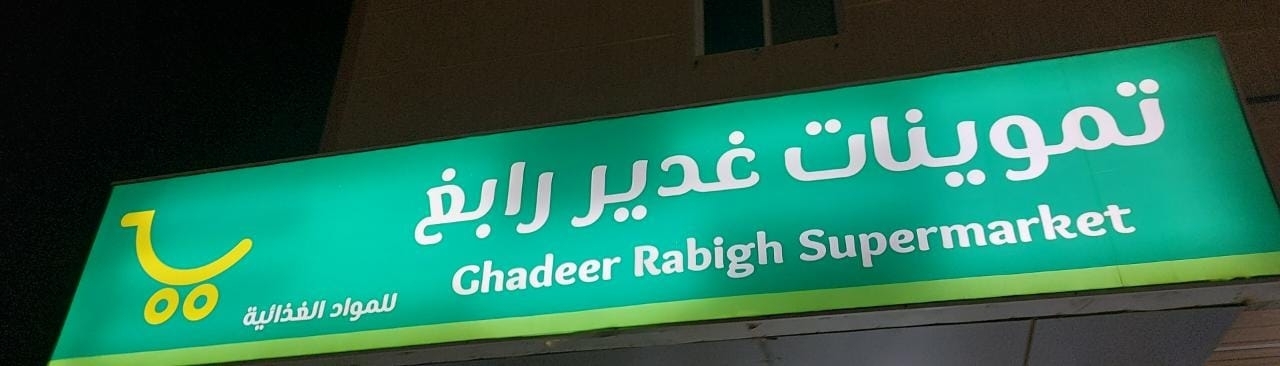 تموينات غدير رابغ
Ghadeer Rabigh Supermarket
للمواد الغذائية